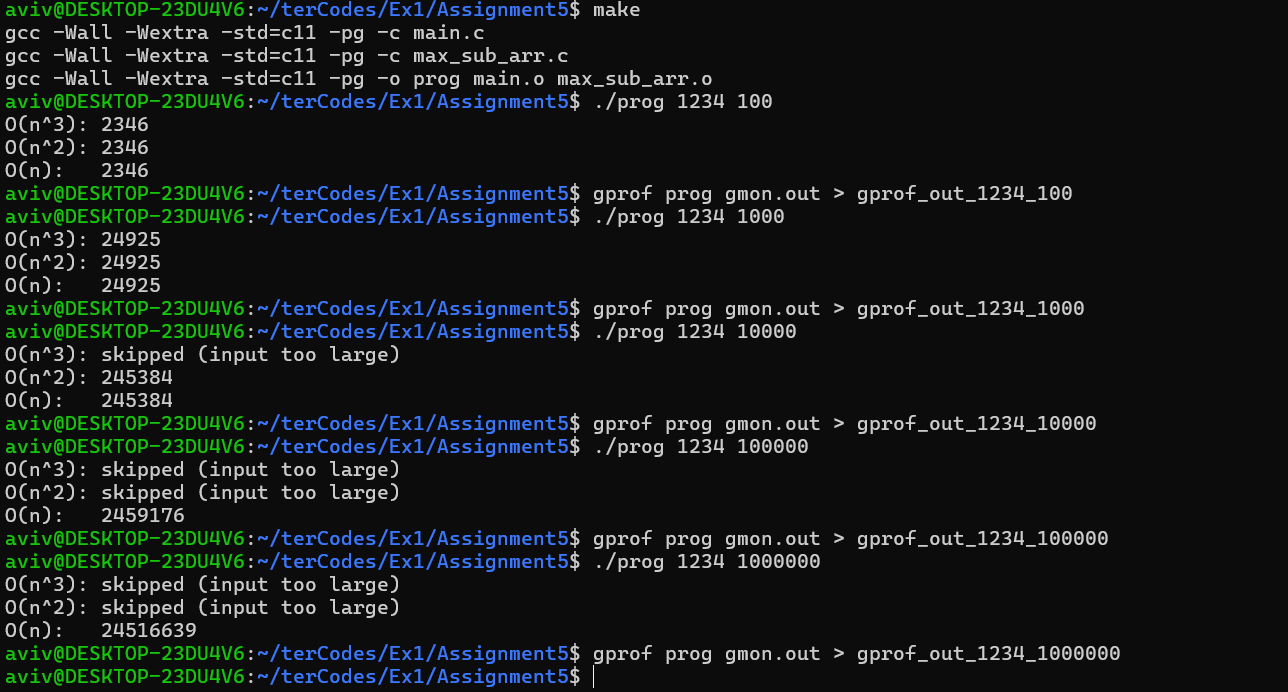 aviv@DESKTOP-23DU4V6:~/terCodes/Ex1/Assignment5$ make
gcc -Wall -Wextra -std=c11 -pg -c main.c
gcc -Wall -Wextra -std=c11 -pg -c max_sub_arr.c
gcc -Wall -Wextra -std=c11 -pg -o prog main.o max_sub_arr.o
aviv@DESKTOP-23DU4V6:~/terCodes/Ex1/Assignment5$ ./prog 1234 100
O(n^3): 2346
O(n^2): 2346
O(n):   2346
aviv@DESKTOP-23DU4V6:~/terCodes/Ex1/Assignment5$ gprof prog gmon.out > gprof_out_1234_100
aviv@DESKTOP-23DU4V6:~/terCodes/Ex1/Assignment5$ ./prog 1234 1000
O(n^3): 24925
O(n^2): 24925
O(n):   24925
aviv@DESKTOP-23DU4V6:~/terCodes/Ex1/Assignment5$ gprof prog gmon.out > gprof_out_1234_1000
aviv@DESKTOP-23DU4V6:~/terCodes/Ex1/Assignment5$ ./prog 1234 10000
O(n^3): skipped (input too large)
O(n^2): 245384
O(n):   245384
aviv@DESKTOP-23DU4V6:~/terCodes/Ex1/Assignment5$ gprof prog gmon.out > gprof_out_1234_10000
aviv@DESKTOP-23DU4V6:~/terCodes/Ex1/Assignment5$ ./prog 1234 100000
O(n^3): skipped (input too large)
O(n^2): skipped (input too large)
O(n):   2459176
aviv@DESKTOP-23DU4V6:~/terCodes/Ex1/Assignment5$ gprof prog gmon.out > gprof_out_1234_100000
aviv@DESKTOP-23DU4V6:~/terCodes/Ex1/Assignment5$ ./prog 1234 1000000
O(n^3): skipped (input too large)
O(n^2): skipped (input too large)
O(n):   24516639
aviv@DESKTOP-23DU4V6:~/terCodes/Ex1/Assignment5$ gprof prog gmon.out > gprof_out_1234_1000000
aviv@DESKTOP-23DU4V6:~/terCodes/Ex1/Assignment5$